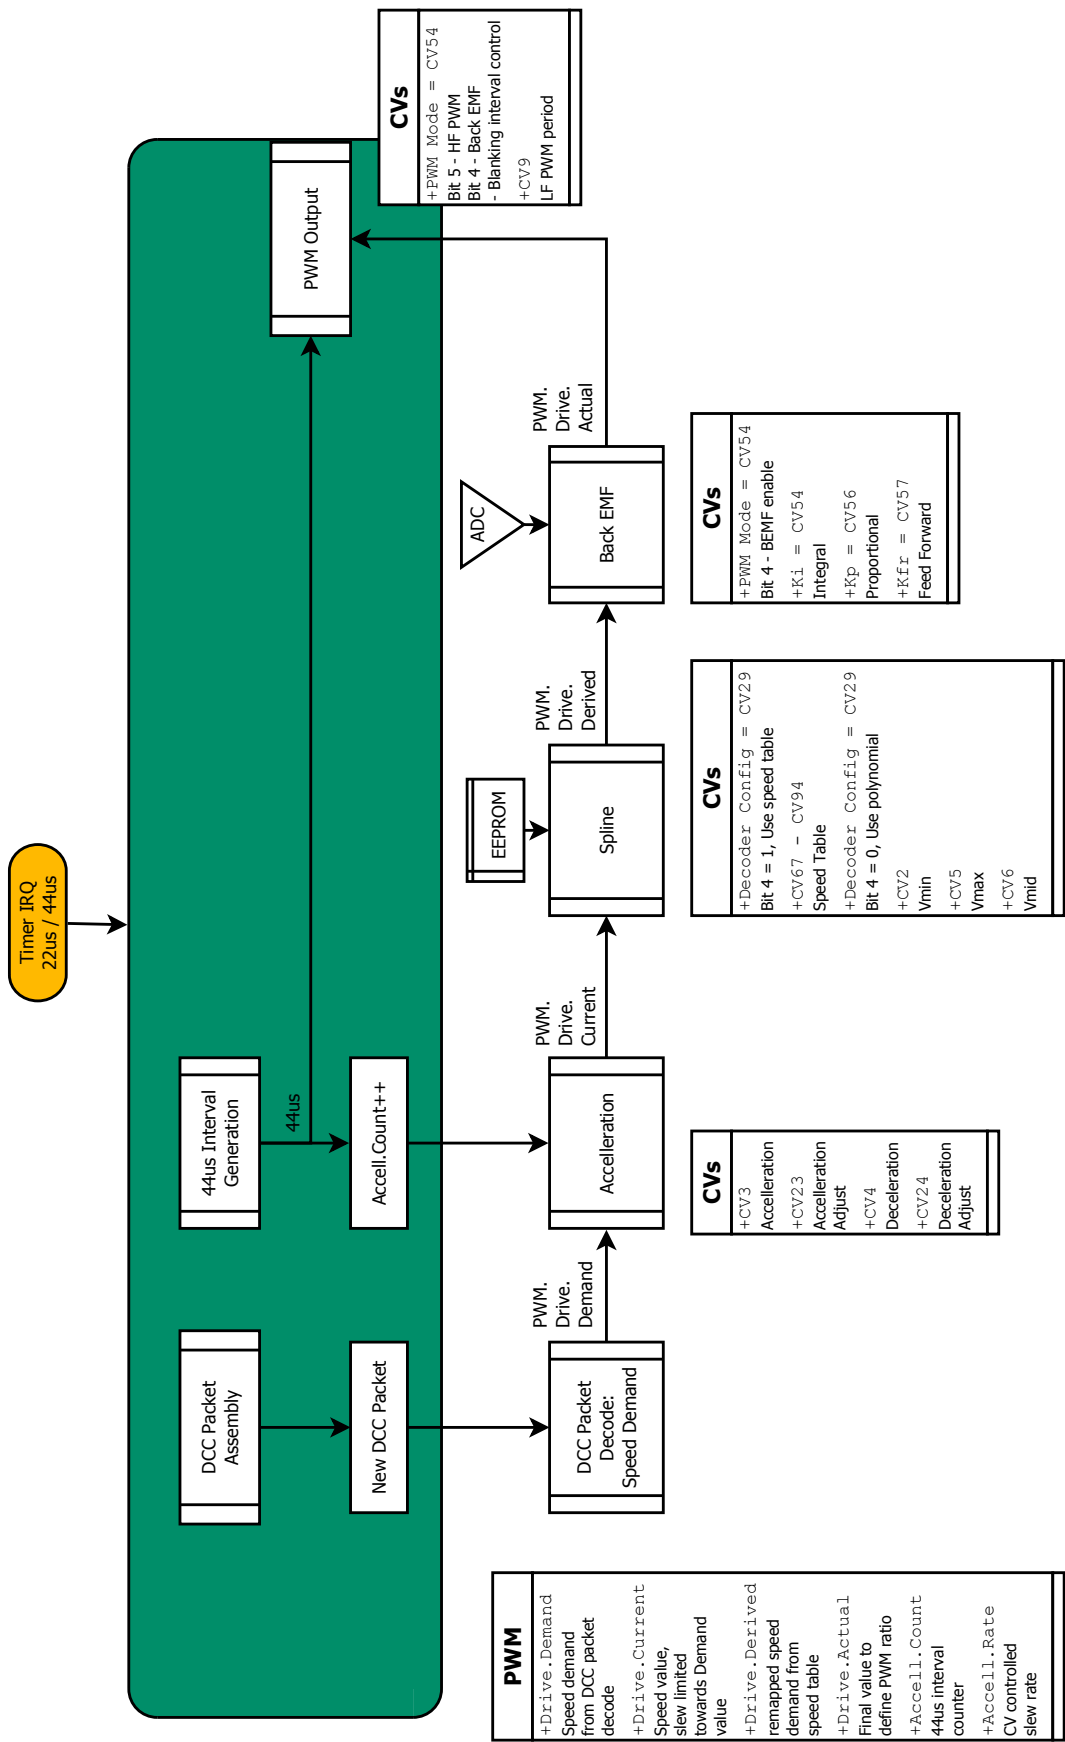 Timer IRQ
22us / 44us
DCC Packet
Assembly
New DCC Packet
44us Interval
Generation
44us
Accell.Count++
PWM Output
CVs
+PWM Mode = CV54
Bit 5 - HF PWM
Bit 4 - Back EMF
- Blanking interval control
+CV9
LF PWM period
DCC Packet
Decode:
Speed Demand
PWM.
Drive.
Demand
Accelleration
PWM.
Drive.
Current
EEPROM
Spline
PWM.
Drive.
Derived
ADC
Back EMF
PWM.
Drive.
Actual
PWM
+Drive.Demand
Speed demand
from DCC packet
decode
+Drive.Current
Speed value,
slew limited
towards Demand
value
+Drive.Derived
remapped speed
demand from
speed table
+Drive.Actual
Final value to
define PWM ratio
+Accell.Count
44us interval
counter
+Accell.Rate
CV controlled
slew rate
CVs
+CV3
Accelleration
+CV23
Accelleration
Adjust
+CV4
Deceleration
+CV24
Deceleration
Adjust
CVs
+Decoder Config = CV29
Bit 4 = 1, Use speed table
+CV67 - CV94
Speed Table
+Decoder Config = CV29
Bit 4 = 0, Use polynomial
+CV2
Vmin
+CV5
Vmax
+CV6
Vmid
CVs
+PWM Mode = CV54
Bit 4 - BEMF enable
+Ki = CV54
Integral
+Kp = CV56
Proportional
+Kfr = CV57
Feed Forward